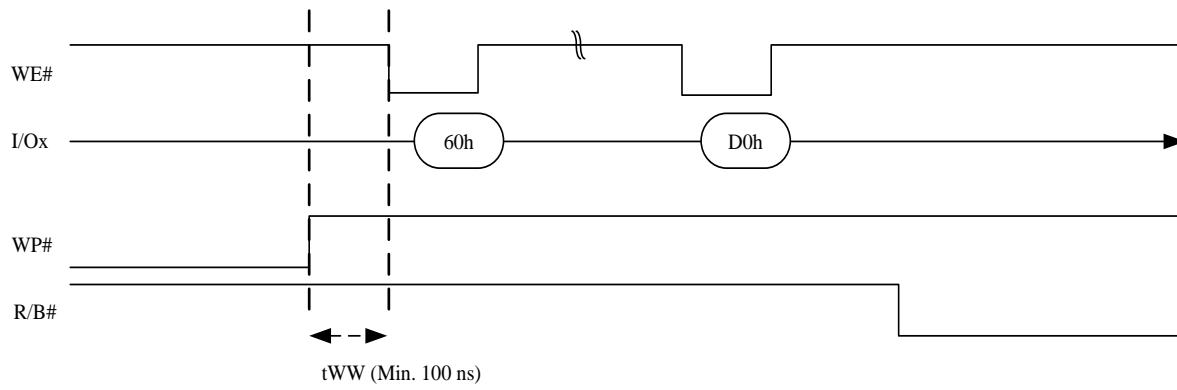 WE#
I/Ox
60h
D0h
WP#
R/B#
tWW (Min. 100 ns)